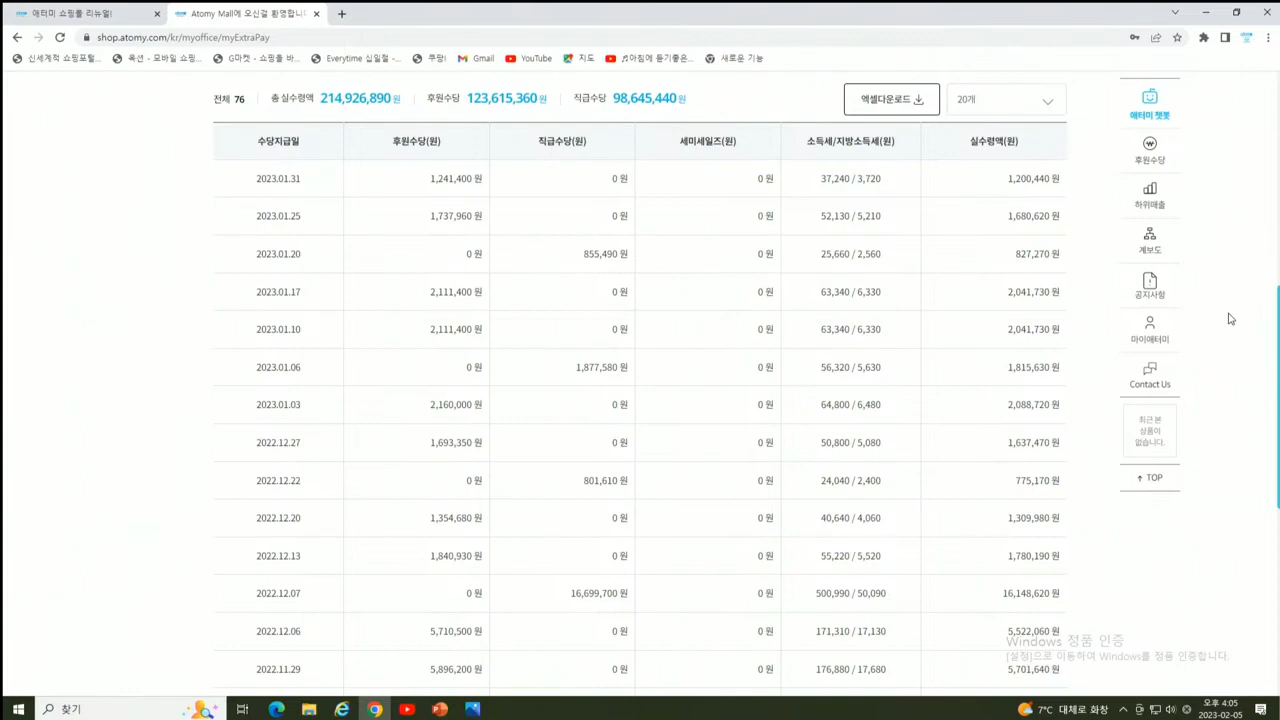 애터미 쇼핑몰 리뉴얼!
Atomy Mall에 오신걸 환영합니다
shop.atomy.com/kr/myoffice/myExtraPay
신세계적 쇼핑포털...
옥션 - 모바일 쇼핑...
G마켓 - 쇼핑을 바...
Everytime 십일절 -...
쿠팡!
Gmail
YouTube
지도
♬아침에 듣기좋은...
새로운 기능
전체 76
총 실수령액 214,926,890 원
후원수당 123,615,360 원
직급수당 98,645,440 원
엑셀다운로드
20개
수당지급일 후원수당(원) 직급수당(원) 세미세일즈(원) 소득세/지방소득세(원) 실수령액(원)
2023.01.31 1,241,400 원 0 원 0 원 37,240 / 3,720 1,200,440 원
2023.01.25 1,737,960 원 0 원 0 원 52,130 / 5,210 1,680,620 원
2023.01.20 0 원 855,490 원 0 원 25,660 / 2,560 827,270 원
2023.01.17 2,111,400 원 0 원 0 원 63,340 / 6,330 2,041,730 원
2023.01.10 2,111,400 원 0 원 0 원 63,340 / 6,330 2,041,730 원
2023.01.06 0 원 1,877,580 원 0 원 56,320 / 5,630 1,815,630 원
2023.01.03 2,160,000 원 0 원 0 원 64,800 / 6,480 2,088,720 원
2022.12.27 1,693,350 원 0 원 0 원 50,800 / 5,080 1,637,470 원
2022.12.22 0 원 801,610 원 0 원 24,040 / 2,400 775,170 원
2022.12.20 1,354,680 원 0 원 0 원 40,640 / 4,060 1,309,980 원
2022.12.13 1,840,930 원 0 원 0 원 55,220 / 5,520 1,780,190 원
2022.12.07 0 원 16,699,700 원 0 원 500,990 / 50,090 16,148,620 원
2022.12.06 5,710,500 원 0 원 0 원 171,310 / 17,130 5,522,060 원
2022.11.29 5,896,200 원 0 원 0 원 176,880 / 17,680 5,701,640 원
애터미 챗봇
후원수당
하위매출
계보도
공지사항
마이애터미
Contact Us
최근 본
상품이
없습니다.
TOP
Windows 정품 인증
[설정]으로 이동하여 Windows를 정품 인증합니다.
찾기
7°C 대체로 화창
오후 4:05
2023-02-05